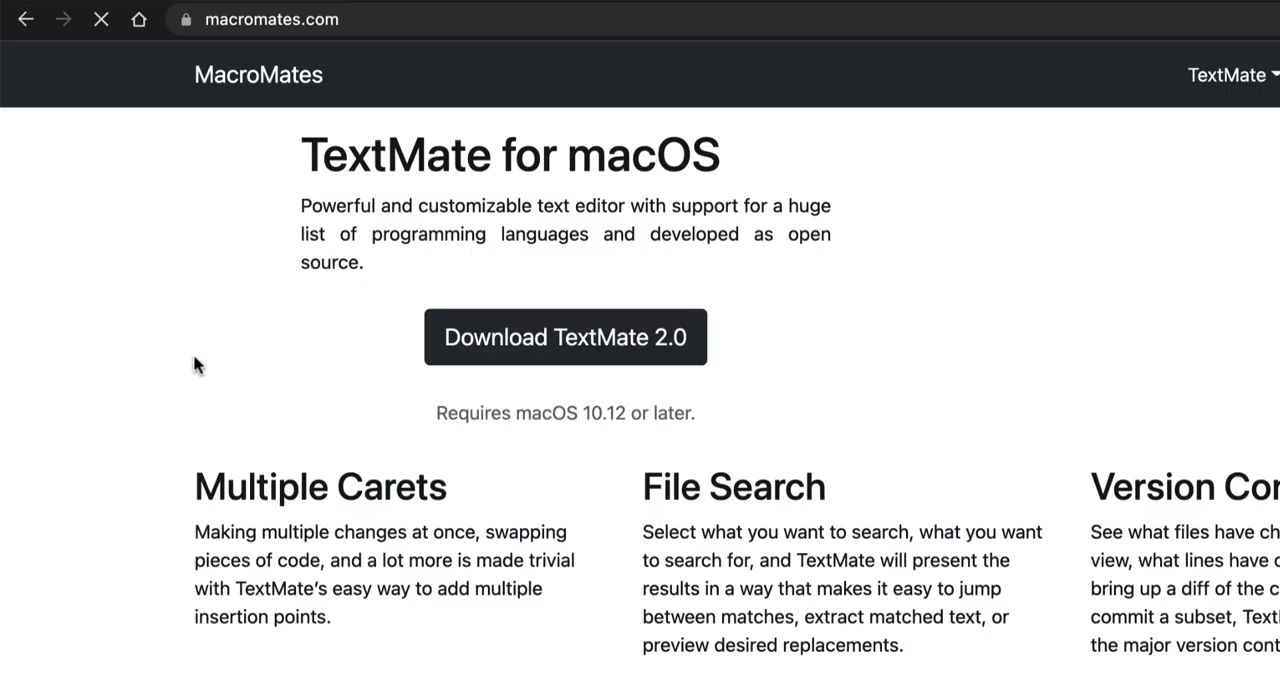 macromates.com
MacroMates
TextMate
TextMate for macOS
Powerful and customizable text editor with support for a huge
list of programming languages and developed as open
source.
Download TextMate 2.0
Requires macOS 10.12 or later.
Multiple Carets
Making multiple changes at once, swapping
pieces of code, and a lot more is made trivial
with TextMate’s easy way to add multiple
insertion points.
File Search
Select what you want to search, what you want
to search for, and TextMate will present the
results in a way that makes it easy to jump
between matches, extract matched text, or
preview desired replacements.
Version Cor
See what files have ch
view, what lines have c
bring up a diff of the c
commit a subset, Text
the major version cont